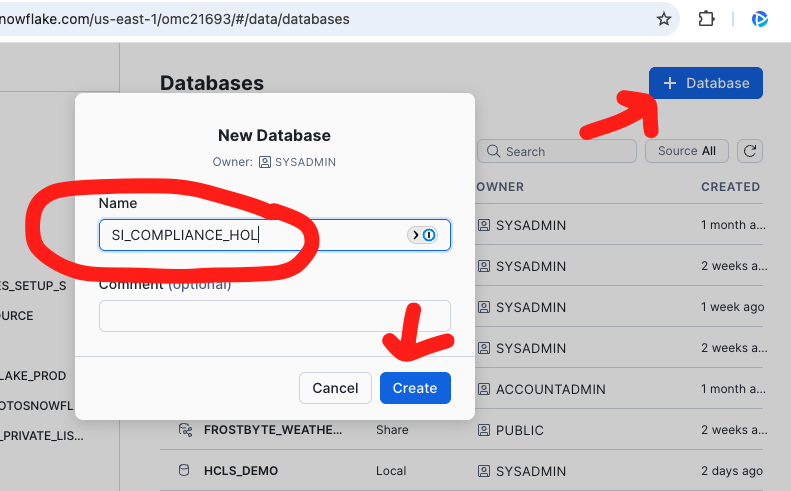 nowflake.com/us-east-1/omc21693/#/data/databases
Databases
+ Database
New Database
Owner: SYSADMIN
Search
Source All
OWNER CREATED
Name
SI_COMPLIANCE_HOL
SYSADMIN 1 month a...
SYSADMIN 2 weeks a...
Comment (optional)
ES_SETUP_S
SYSADMIN 1 week ago
OURCE
SYSADMIN 2 weeks a...
LAKE_PROD
Cancel
Create
ACCOUNTADMIN 1 month a...
OTOSNOWFL
_PRIVATE_LIS...
FROSTBYTE_WEATHE... Share PUBLIC 2 weeks a...
HCLS_DEMO Local SYSADMIN 2 days ago